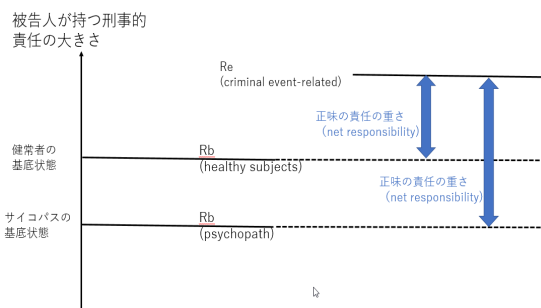 被告人が持つ刑事的
責任の大きさ
Re
(criminal event-related)
正味の責任の重さ
(net responsibility)
健常者の
基底状態
Rb
(healthy subjects)
正味の責任の重さ
(net responsibility)
サイコパスの
基底状態
Rb
(psychopath)